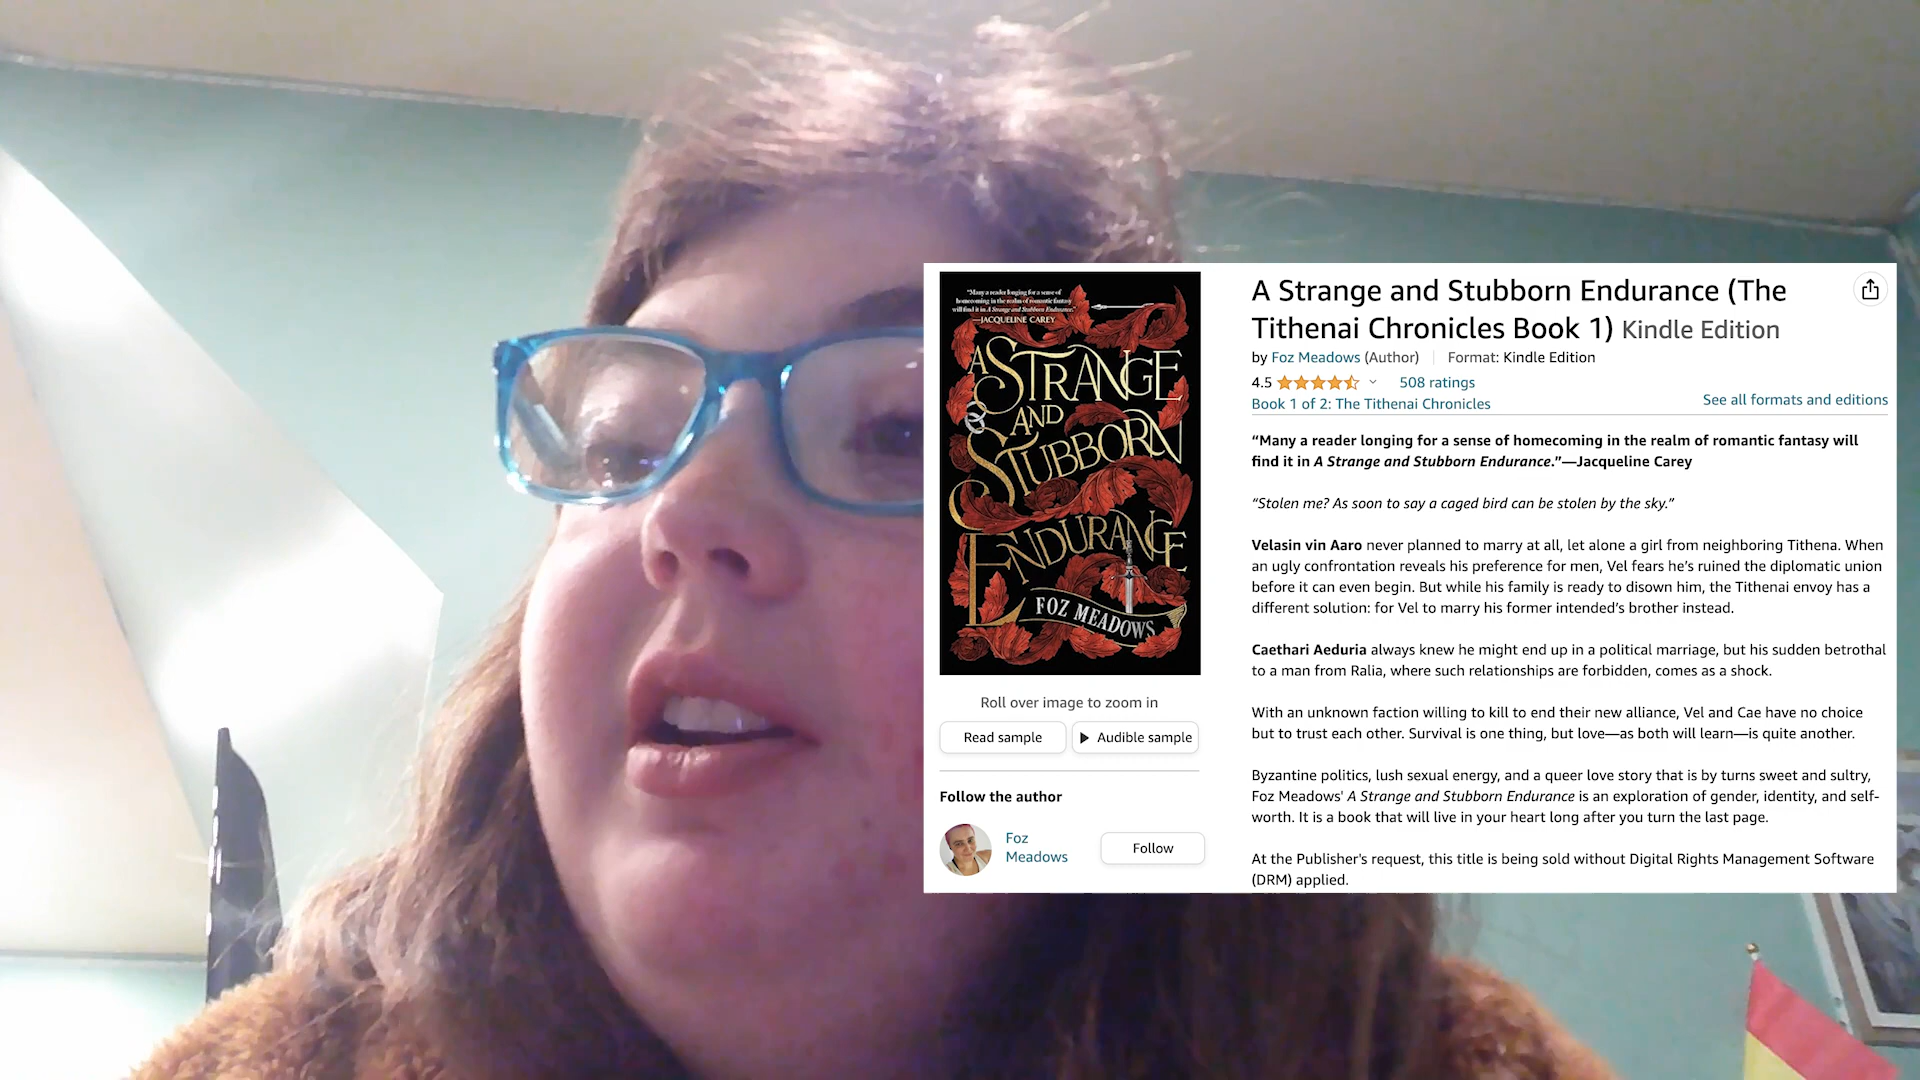 "Many a reader longing for a sense of
homecoming in the realm of romantic fantasy
will find it in A Strange and Stubborn Endurance."
—JACQUELINE CAREY
A STRANGE
AND
STUBBORN
ENDURANCE
FOZ MEADOWS
Roll over image to zoom in
Read sample
Audible sample
Follow the author
Foz
Meadows
Follow
A Strange and Stubborn Endurance (The
Tithenai Chronicles Book 1) Kindle Edition
by Foz Meadows (Author) Format: Kindle Edition
4.5 508 ratings
Book 1 of 2: The Tithenai Chronicles
See all formats and editions
“Many a reader longing for a sense of homecoming in the realm of romantic fantasy will
find it in A Strange and Stubborn Endurance.”—Jacqueline Carey
“Stolen me? As soon to say a caged bird can be stolen by the sky.”
Velasin vin Aaro never planned to marry at all, let alone a girl from neighboring Tithena. When
an ugly confrontation reveals his preference for men, Vel fears he’s ruined the diplomatic union
before it can even begin. But while his family is ready to disown him, the Tithenai envoy has a
different solution: for Vel to marry his former intended’s brother instead.
Caethari Aeduria always knew he might end up in a political marriage, but his sudden betrothal
to a man from Ralia, where such relationships are forbidden, comes as a shock.
With an unknown faction willing to kill to end their new alliance, Vel and Cae have no choice
but to trust each other. Survival is one thing, but love—as both will learn—is quite another.
Byzantine politics, lush sexual energy, and a queer love story that is by turns sweet and sultry,
Foz Meadows' A Strange and Stubborn Endurance is an exploration of gender, identity, and self-
worth. It is a book that will live in your heart long after you turn the last page.
At the Publisher's request, this title is being sold without Digital Rights Management Software
(DRM) applied.